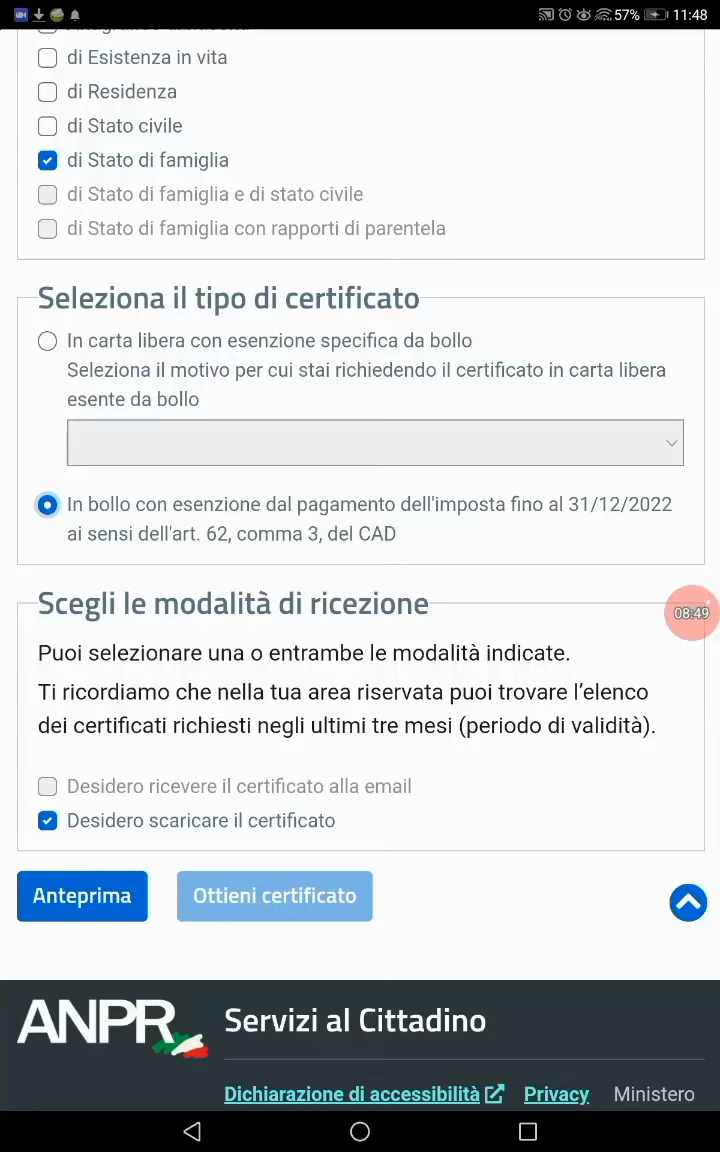 57% 11:48
di Esistenza in vita
di Residenza
di Stato civile
di Stato di famiglia
di Stato di famiglia e di stato civile
di Stato di famiglia con rapporti di parentela
Seleziona il tipo di certificato
In carta libera con esenzione specifica da bollo
Seleziona il motivo per cui stai richiedendo il certificato in carta libera
esente da bollo
In bollo con esenzione dal pagamento dell'imposta fino al 31/12/2022
ai sensi dell'art. 62, comma 3, del CAD
Scegli le modalità di ricezione
08:49
Puoi selezionare una o entrambe le modalità indicate.
Ti ricordiamo che nella tua area riservata puoi trovare l’elenco
dei certificati richiesti negli ultimi tre mesi (periodo di validità).
Desidero ricevere il certificato alla email
Desidero scaricare il certificato
Anteprima Ottieni certificato
ANPR Servizi al Cittadino
Dichiarazione di accessibilità Privacy Ministero